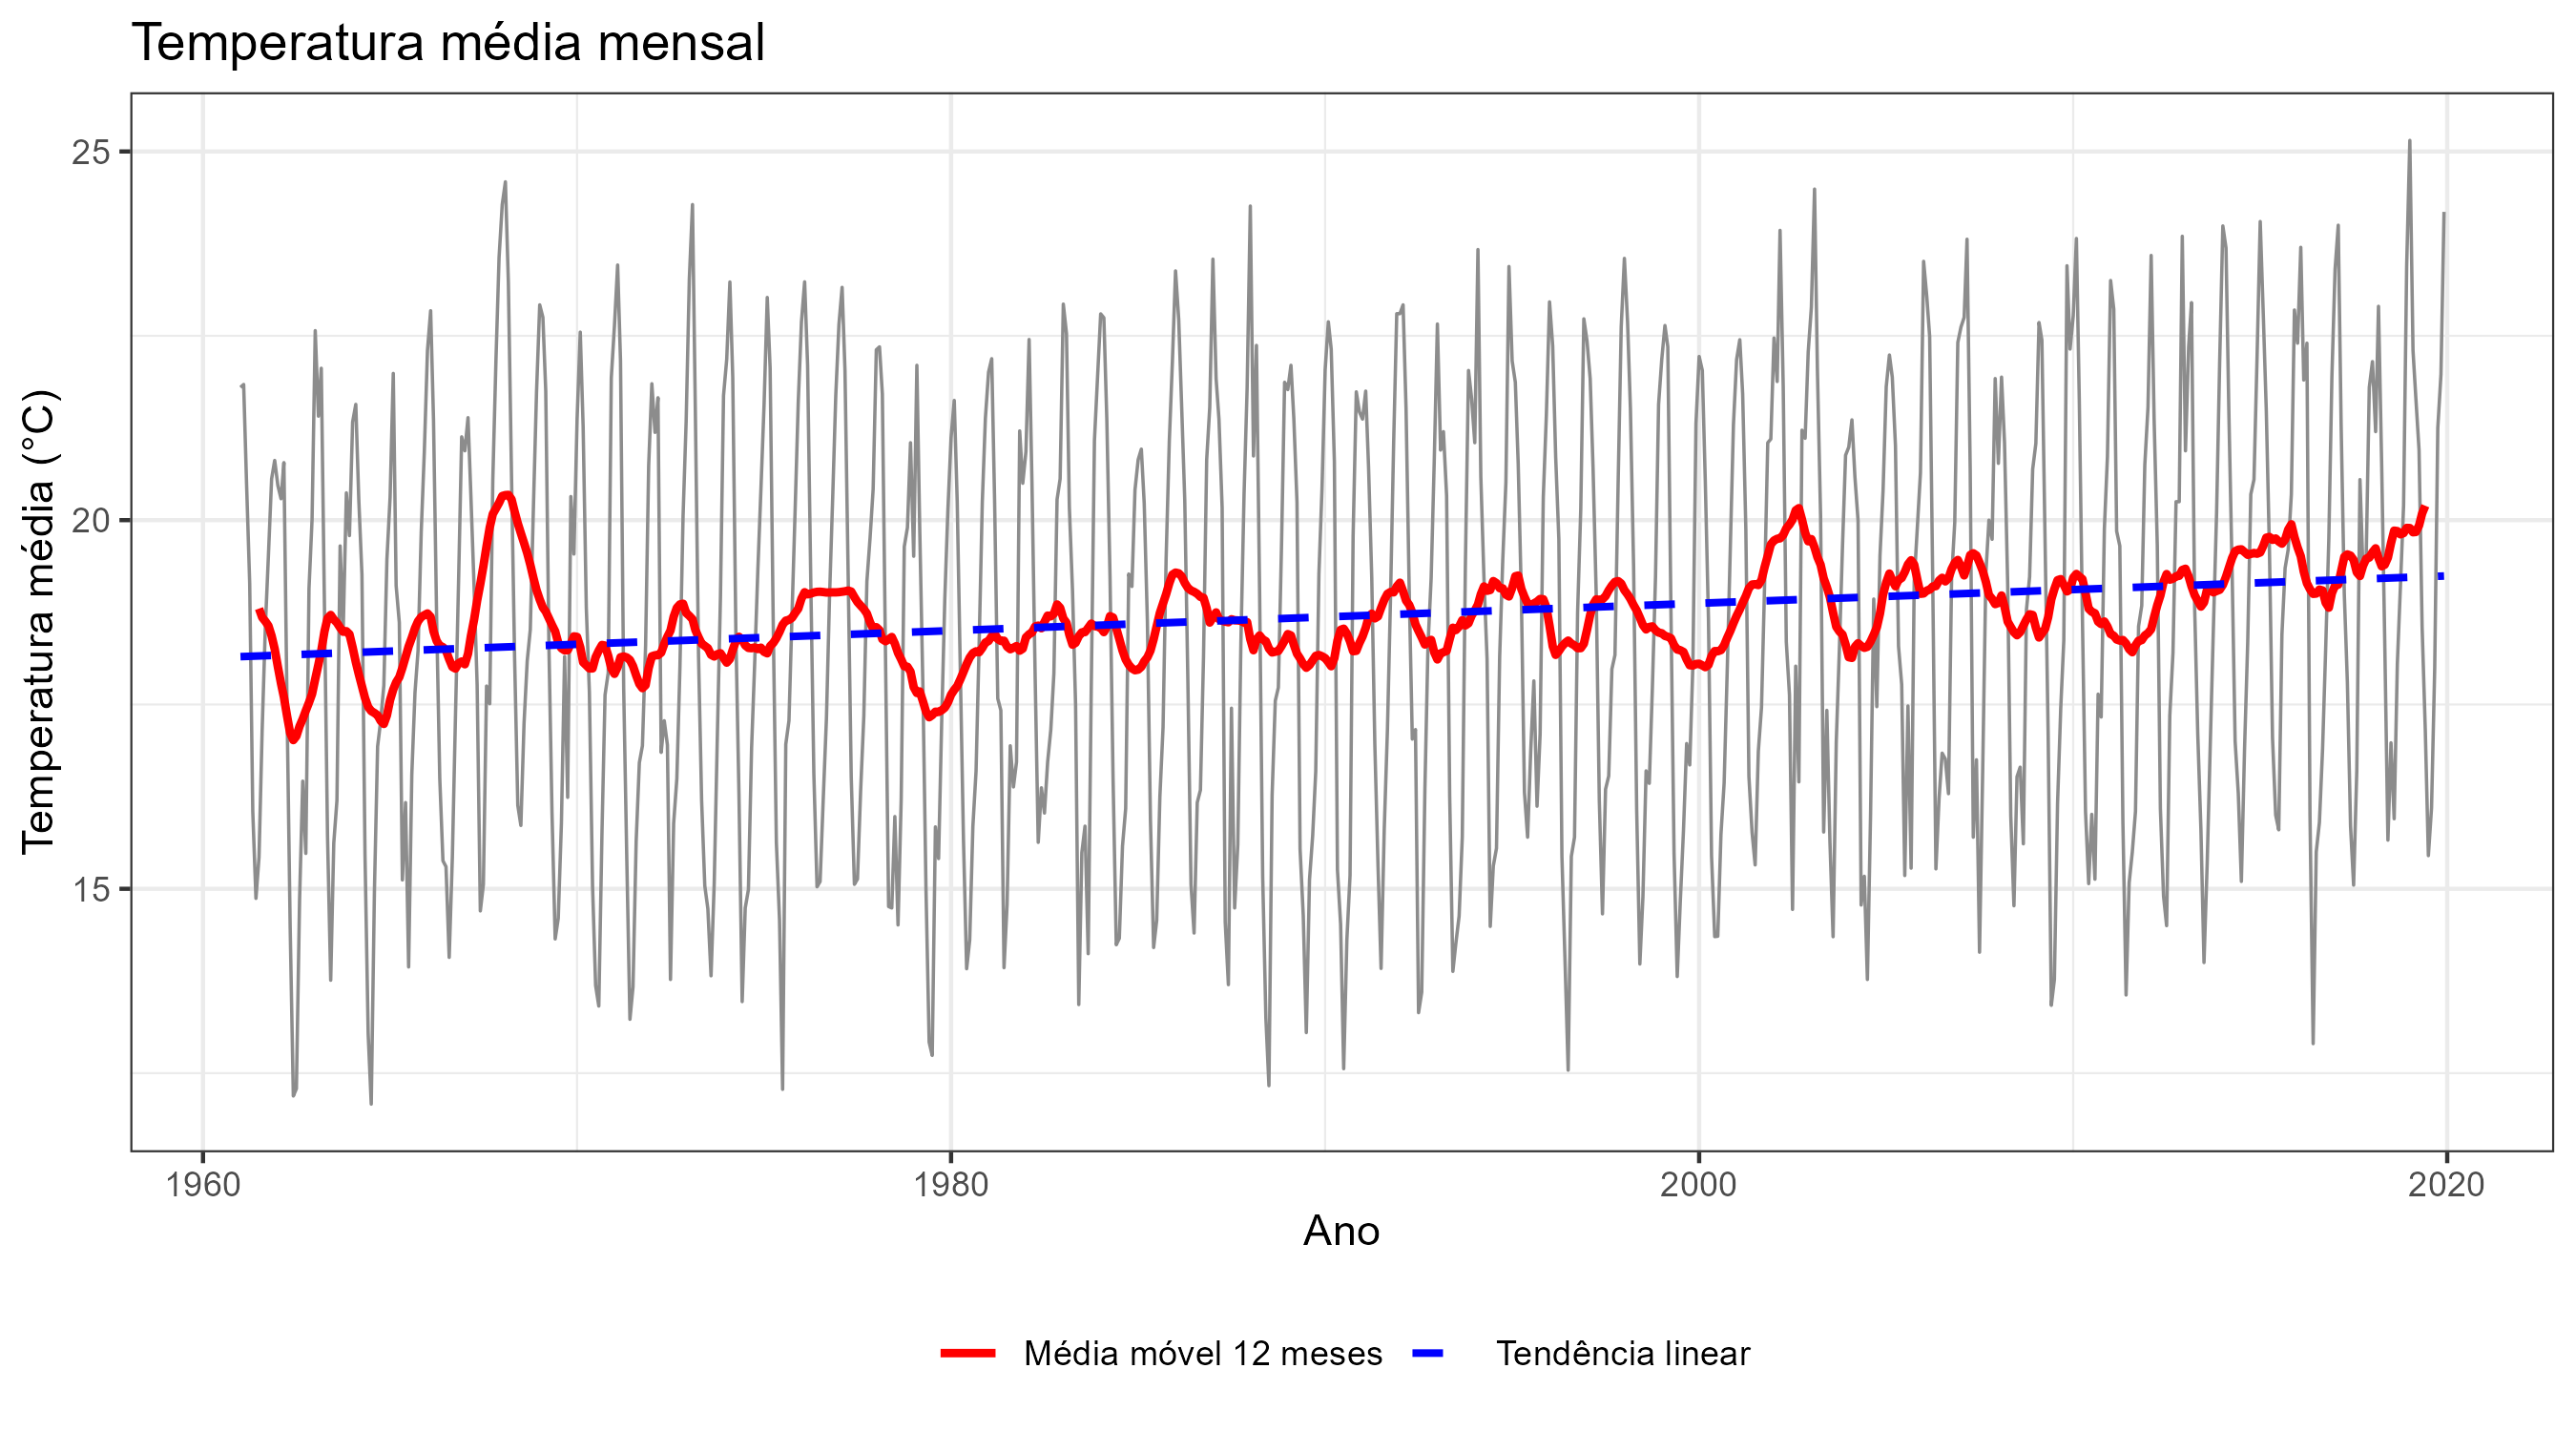 Temperatura média mensal
Temperatura média (°C)
25
20
15
1960
1980
2000
2020
Ano
Média móvel 12 meses
Tendência linear